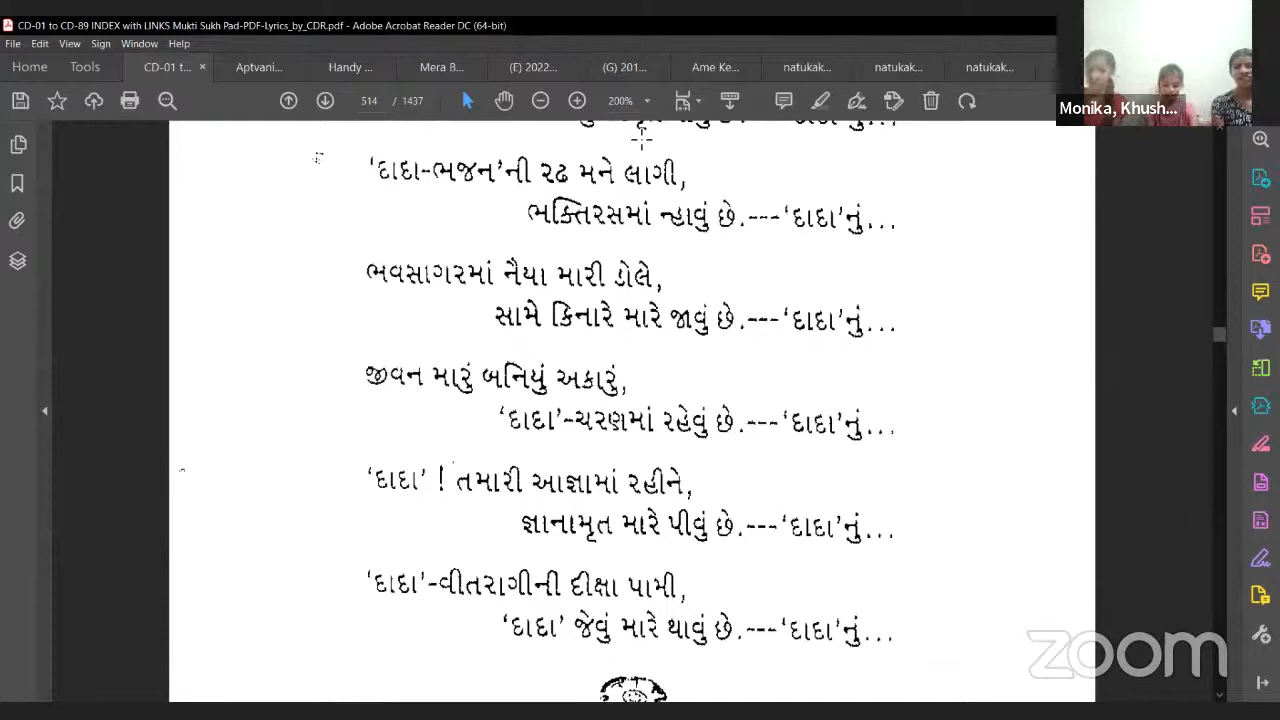 CD-01 to CD-89 INDEX with LINKS Mukti Sukh Pad-PDF-Lyrics_by_CDR.pdf - Adobe Acrobat Reader DC (64-bit)
File Edit View Sign Window Help
Home Tools CD-01 t... × Aptvani... Handy ... Mera B... (E) 2022... (G) 201... Ame Ke... natukak... natukak... natukak...
514 / 1437 200%
Monika, Khush...
‘દાદા-ભજન’ની રઢ મને લાગી,
ભક્તિરસમાં ન્હાવું છે.---‘દાદા’નું...
ભવસાગરમાં નૈયા મારી ડોલે,
સામે કિનારે મારે જાવું છે.---‘દાદા’નું...
જીવન મારું બનિયું અકારું,
‘દાદા’-ચરણમાં રહેવું છે.---‘દાદા’નું...
‘દાદા’ ! તમારી આજ્ઞામાં રહીને,
જ્ઞાનામૃત મારે પીવું છે.---‘દાદા’નું...
‘દાદા’-વીતરાગીની દીક્ષા પામી,
‘દાદા’ જેવું મારે થાવું છે.---‘દાદા’નું...
zoom